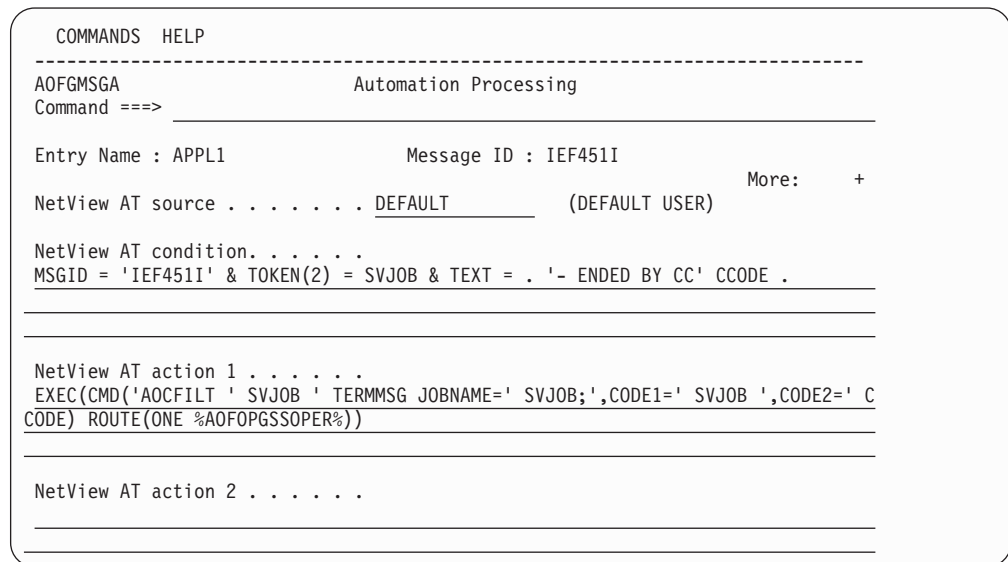 COMMANDS HELP
-------------------------------------------------------------------------------
AOFGMSGA Automation Processing
Command ===>
Entry Name : APPL1 Message ID : IEF451I
More: +
NetView AT source . . . . . . . DEFAULT (DEFAULT USER)
NetView AT condition. . . . . .
MSGID = 'IEF451I' & TOKEN(2) = SVJOB & TEXT = . '- ENDED BY CC' CCODE .
NetView AT action 1 . . . . . .
EXEC(CMD('AOCFILT ' SVJOB ' TERMMSG JOBNAME=' SVJOB;',CODE1=' SVJOB ',CODE2=' C
CODE) ROUTE(ONE %AOFOPGSSOPER%))
NetView AT action 2 . . . . . .